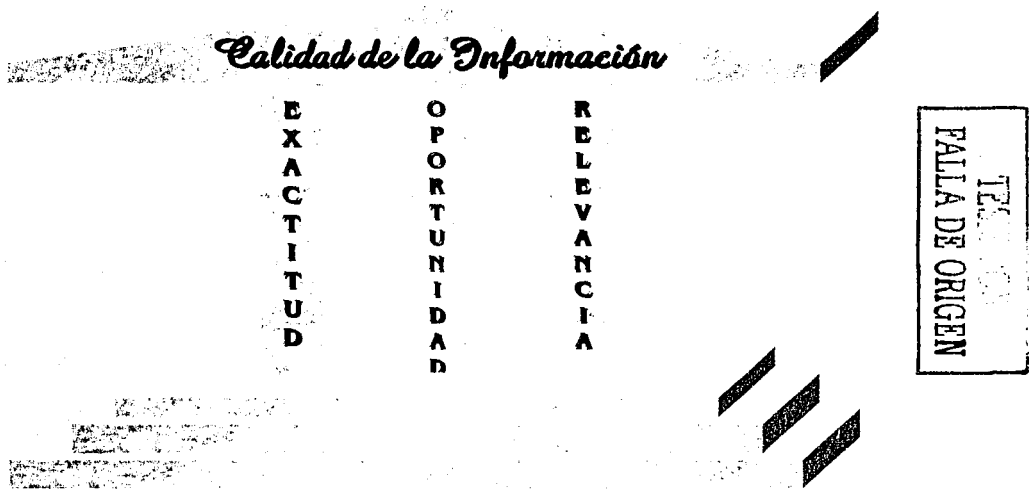 Calidad de la Información
EXACTITUD
OPORTUNIDAD
RELEVANCIA
FALLA DE ORIGEN